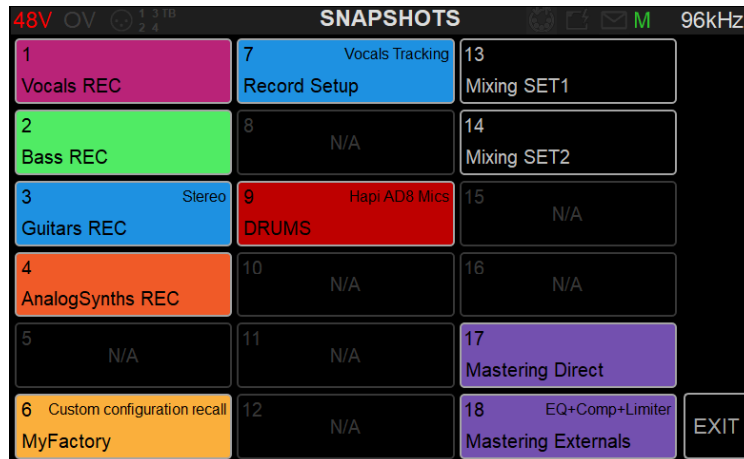 48V OV 1 3 TB 2 4 SNAPSHOTS M 96kHz
1
Vocals REC
7 Vocals Tracking
Record Setup
13
Mixing SET1
2
Bass REC
8
N/A
14
Mixing SET2
3 Stereo
Guitars REC
9 Hapi AD8 Mics
DRUMS
15
N/A
4
AnalogSynths REC
10
N/A
16
N/A
5
N/A
11
N/A
17
Mastering Direct
6 Custom configuration recall
MyFactory
12
N/A
18 EQ+Comp+Limiter
Mastering Externals
EXIT